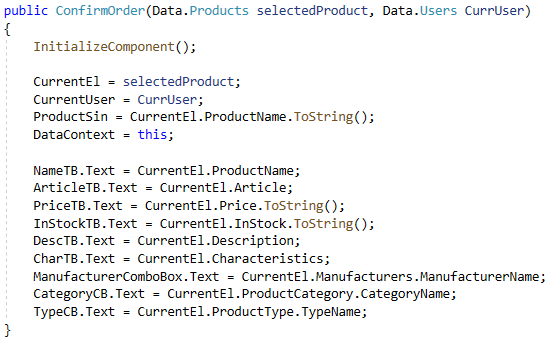 public ConfirmOrder(Data.Products selectedProduct, Data.Users CurrUser)
{
InitializeComponent();
CurrentEl = selectedProduct;
CurrentUser = CurrUser;
ProductSin = CurrentEl.ProductName.ToString();
DataContext = this;
NameTB.Text = CurrentEl.ProductName;
ArticleTB.Text = CurrentEl.Article;
PriceTB.Text = CurrentEl.Price.ToString();
InStockTB.Text = CurrentEl.InStock.ToString();
DescTB.Text = CurrentEl.Description;
CharTB.Text = CurrentEl.Characteristics;
ManufacturerComboBox.Text = CurrentEl.Manufacturers.ManufacturerName;
CategoryCB.Text = CurrentEl.ProductCategory.CategoryName;
TypeCB.Text = CurrentEl.ProductType.TypeName;
}